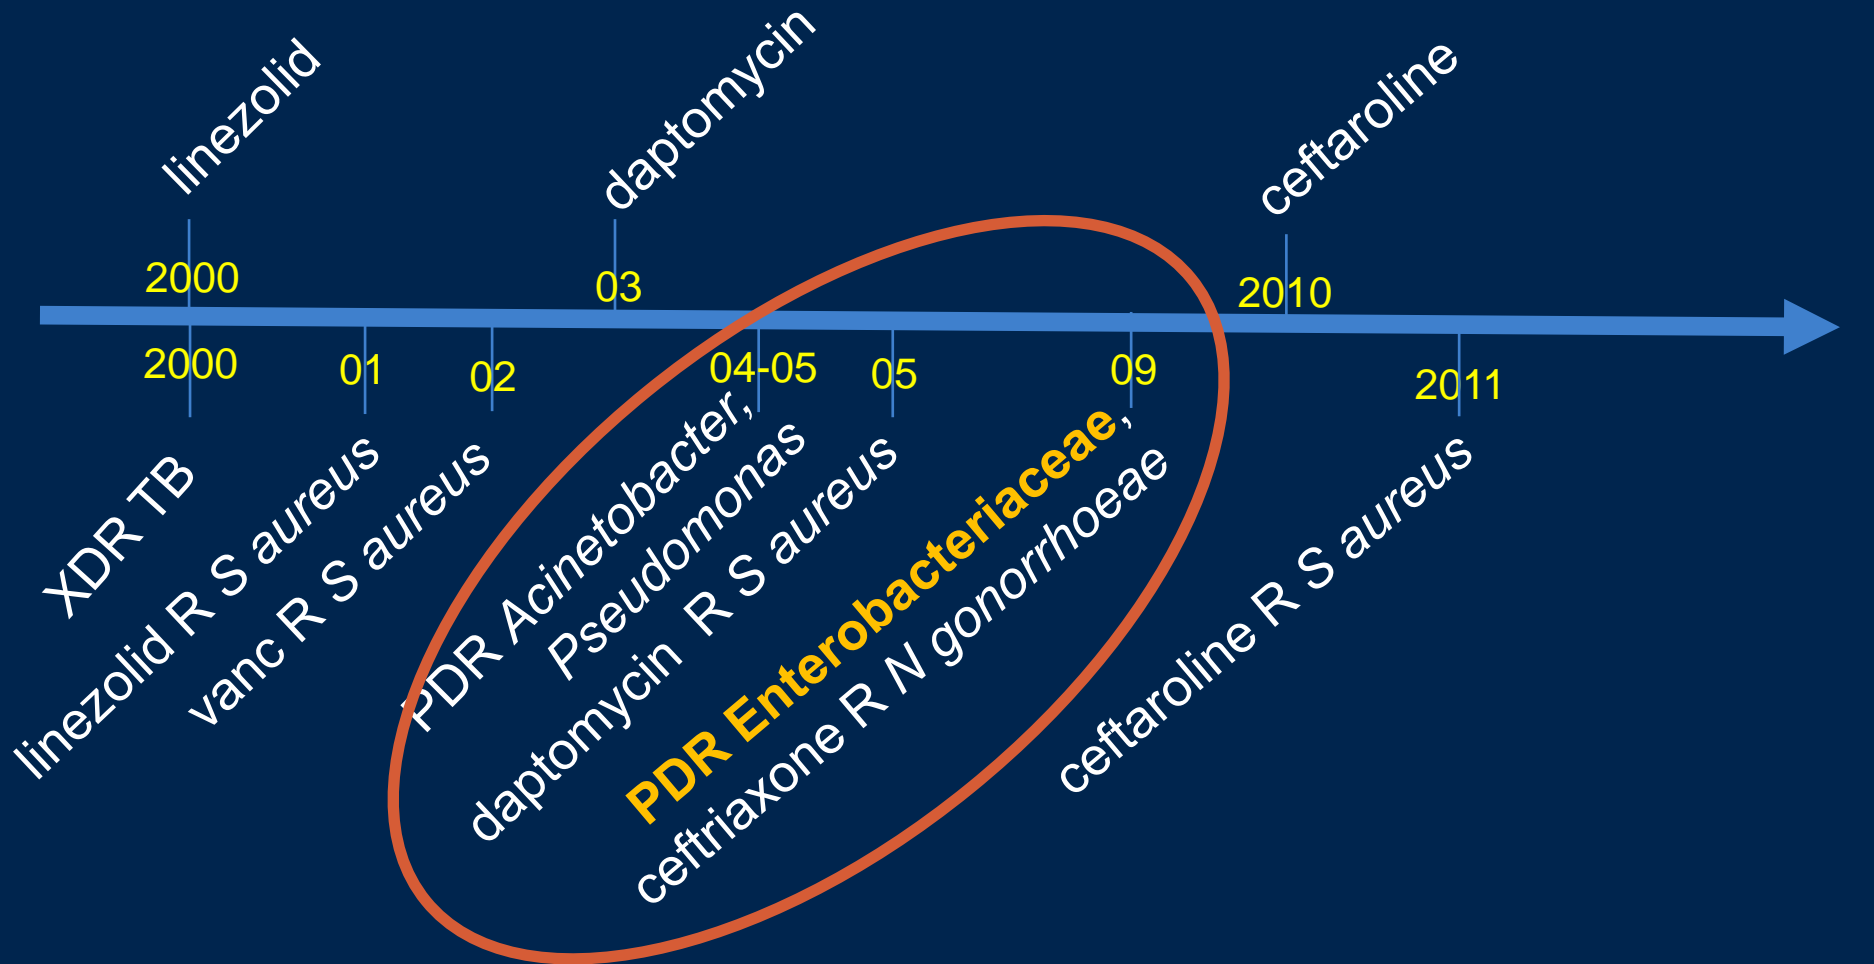 linezolid
daptomycin
ceftaroline
2000
03
2010
2000
01
02
04-05
05
09
2011
XDR TB
linezolid R S aureus
vanc R S aureus
PDR Acinetobacter,
Pseudomonas
daptomycin R S aureus
PDR Enterobacteriaceae,
ceftriaxone R N gonorrhoeae
ceftaroline R S aureus